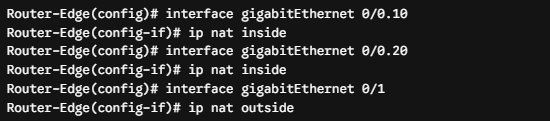 Router-Edge(config)# interface gigabitEthernet 0/0.10
Router-Edge(config-if)# ip nat inside
Router-Edge(config)# interface gigabitEthernet 0/0.20
Router-Edge(config-if)# ip nat inside
Router-Edge(config)# interface gigabitEthernet 0/1
Router-Edge(config-if)# ip nat outside